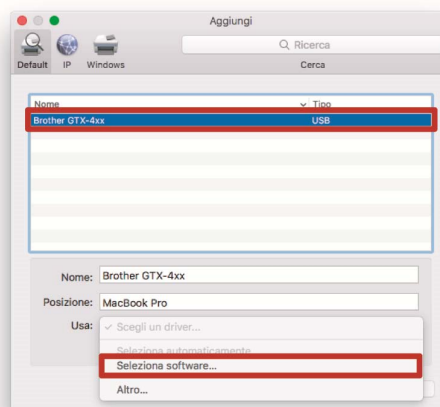 Aggiungi
Default IP Windows
Ricerca
Cerca
Nome Tipo
Brother GTX-4xx USB
Nome: Brother GTX-4xx
Posizione: MacBook Pro
Usa: Scegli un driver...
Seleziona automaticamente
Seleziona software...
Altro...